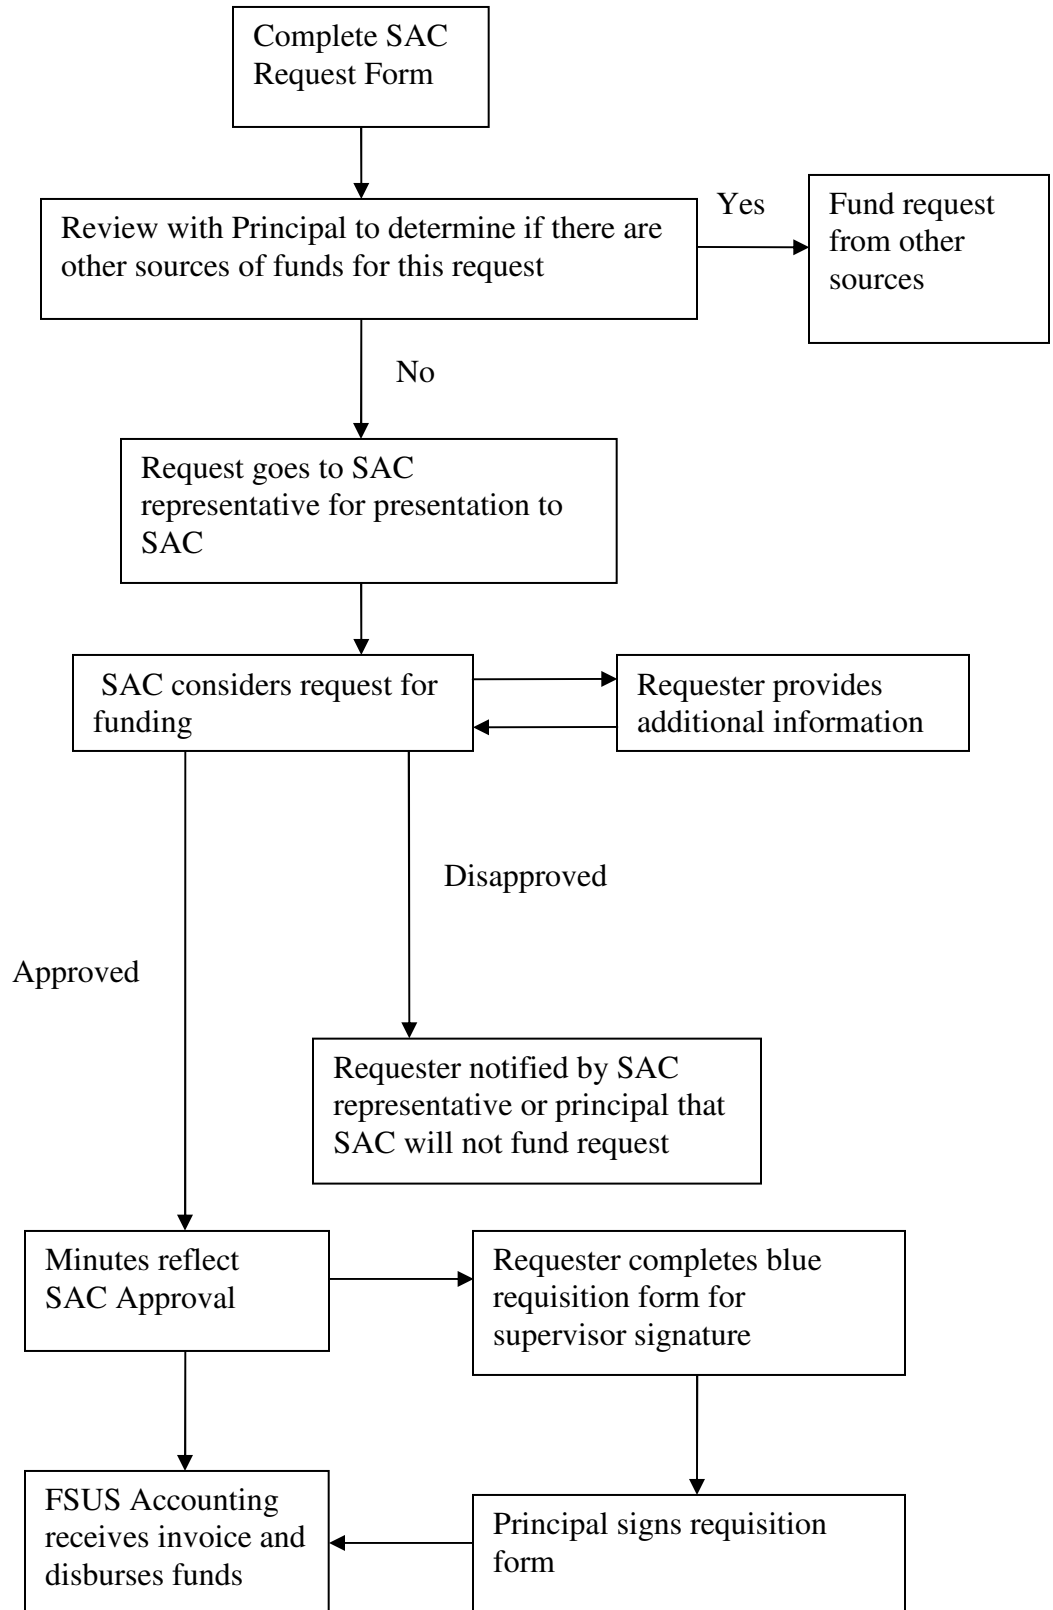 Complete SAC
Request Form
Yes
Fund request
from other
sources
Review with Principal to determine if there are
other sources of funds for this request
No
Request goes to SAC
representative for presentation to
SAC
SAC considers request for
funding
Requester provides
additional information
Disapproved
Approved
Requester notified by SAC
representative or principal that
SAC will not fund request
Minutes reflect
SAC Approval
Requester completes blue
requisition form for
supervisor signature
FSUS Accounting
receives invoice and
disburses funds
Principal signs requisition
form